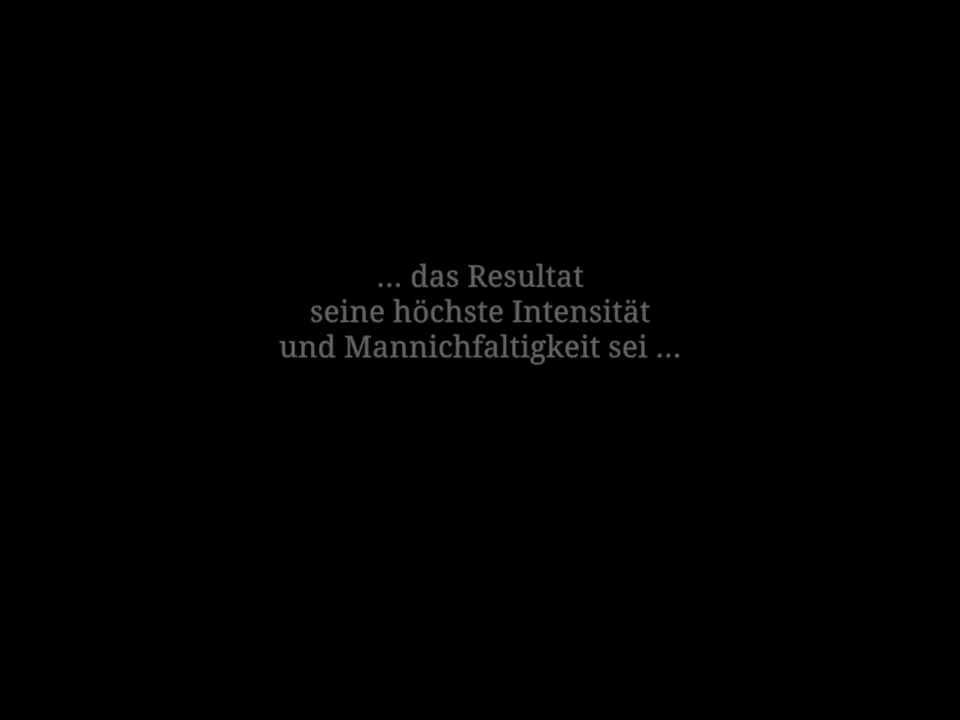 … das Resultat
seine höchste Intensität
und Mannichfaltigkeit sei …